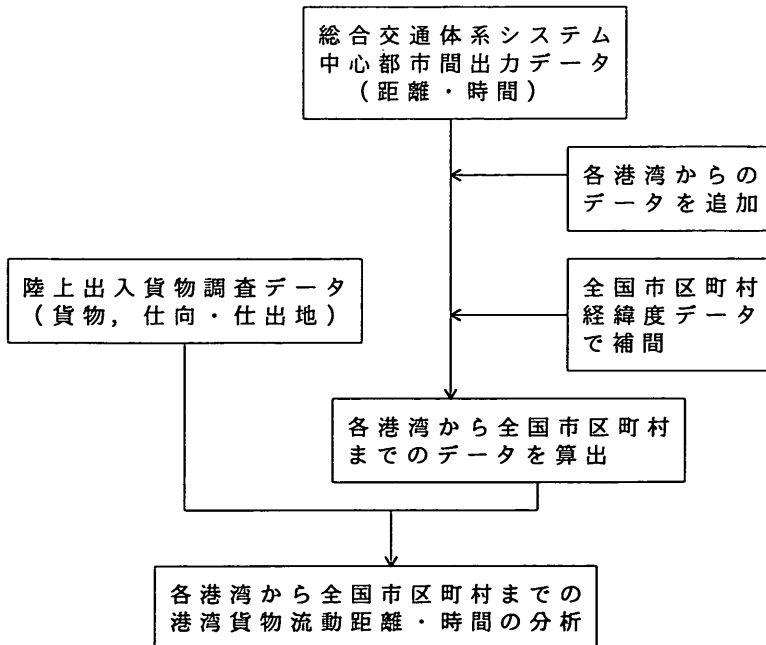 総合交通体系システム
中心都市間出力データ
（距離・時間）
各港湾からの
データを追加
陸上出入貨物調査データ
（貨物，仕向・仕出地）
全国市区町村
経緯度データ
で補間
各港湾から全国市区町村
までのデータを算出
各港湾から全国市区町村までの
港湾貨物流動距離・時間の分析